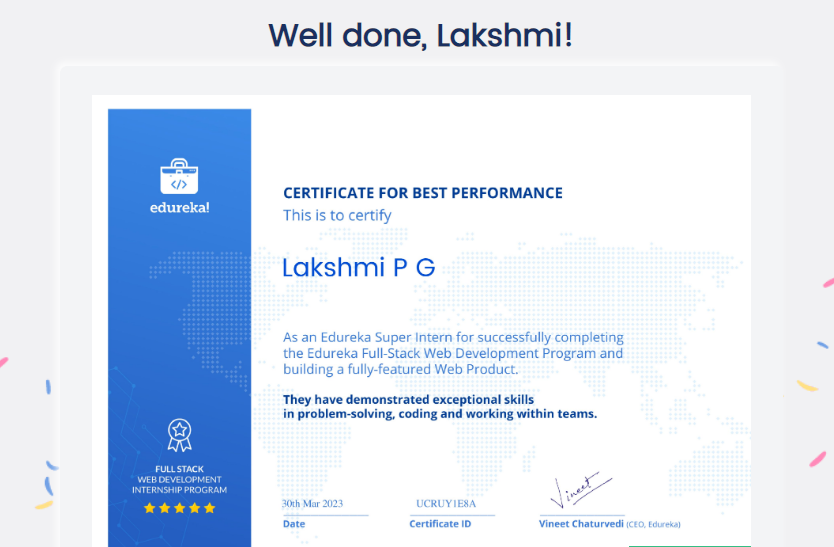 Well done, Lakshmi!
</>
edureka!
CERTIFICATE FOR BEST PERFORMANCE
This is to certify
Lakshmi P G
As an Edureka Super Intern for successfully completing
the Edureka Full-Stack Web Development Program and
building a fully-featured Web Product.
They have demonstrated exceptional skills
in problem-solving, coding and working within teams.
FULL STACK
WEB DEVELOPMENT
INTERNSHIP PROGRAM
30th Mar 2023
Date
UCRUY1E8A
Certificate ID
Vineet
Vineet Chaturvedi (CEO, Edureka)